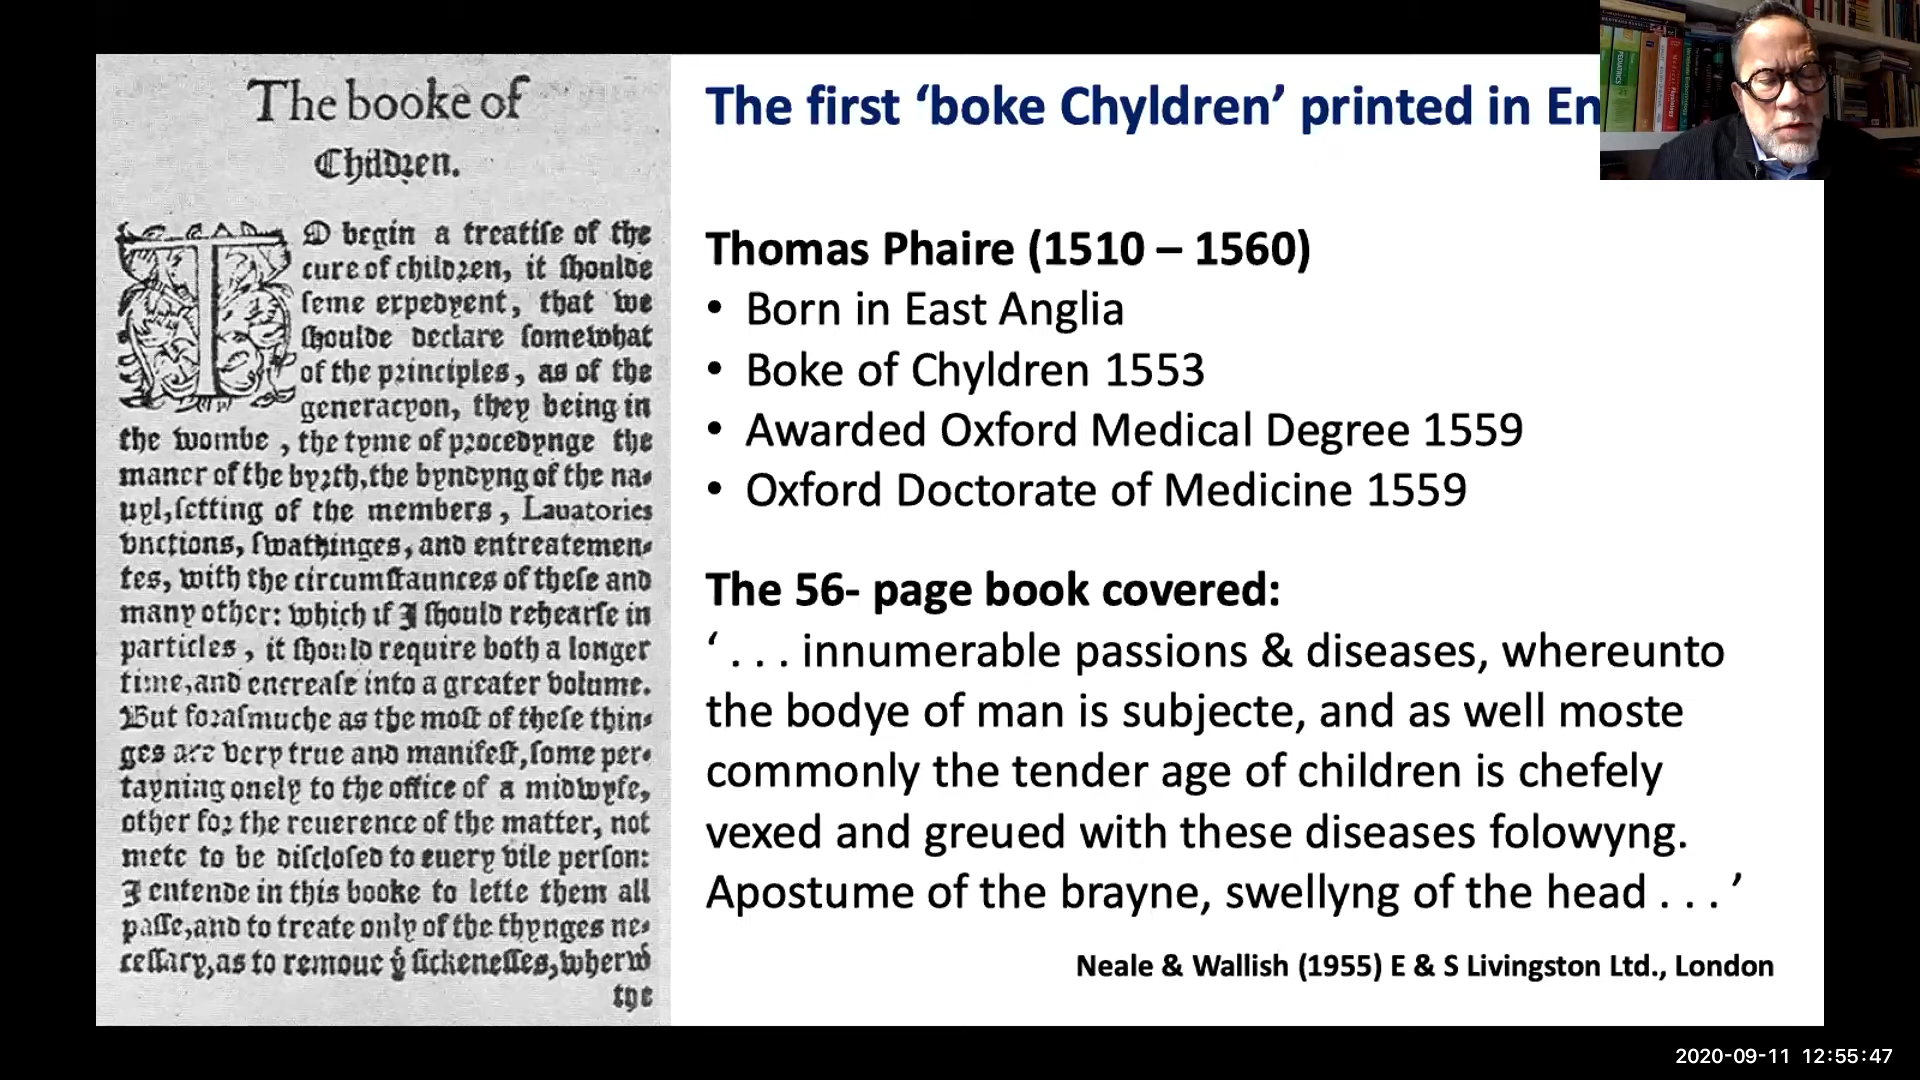 The booke of
Children.
TO begin a treatiſe of the
cure of children, it ſhoulde
ſeme expedyent, that we
ſhoulde declare ſomewhat
of the principles, as of the
generacyon, they being in
the wombe, the tyme of procedynge the
maner of the byrth, the byndyng of the na-
uyl, ſetting of the members, Lauatories
vnctions, ſwathinges, and entreatemen-
tes, with the circumſtaunces of theſe and
many other: which if I ſhould rehearſe in
particles, it ſhould require both a longer
time, and encreaſe into a greater volume.
But foraſmuche as the moſt of theſe thin-
ges are very true and manifeſt, ſome per-
tayning onely to the office of a midwyfe,
other for the reuerence of the matter, not
mete to be diſcloſed to euery vile perſon:
I entende in this booke to lette them all
paſſe, and to treate only of the thynges ne-
ceſſary, as to remoue yͤ ſickeneſſes, wherwͭ
the
The first ‘boke Chyldren’ printed in En
Thomas Phaire (1510 – 1560)
• Born in East Anglia
• Boke of Chyldren 1553
• Awarded Oxford Medical Degree 1559
• Oxford Doctorate of Medicine 1559
The 56- page book covered:
‘ . . . innumerable passions & diseases, whereunto
the bodye of man is subjecte, and as well moste
commonly the tender age of children is chefely
vexed and greued with these diseases folowyng.
Apostume of the brayne, swellyng of the head . . . ’
Neale & Wallish (1955) E & S Livingston Ltd., London
2020-09-11 12:55:47